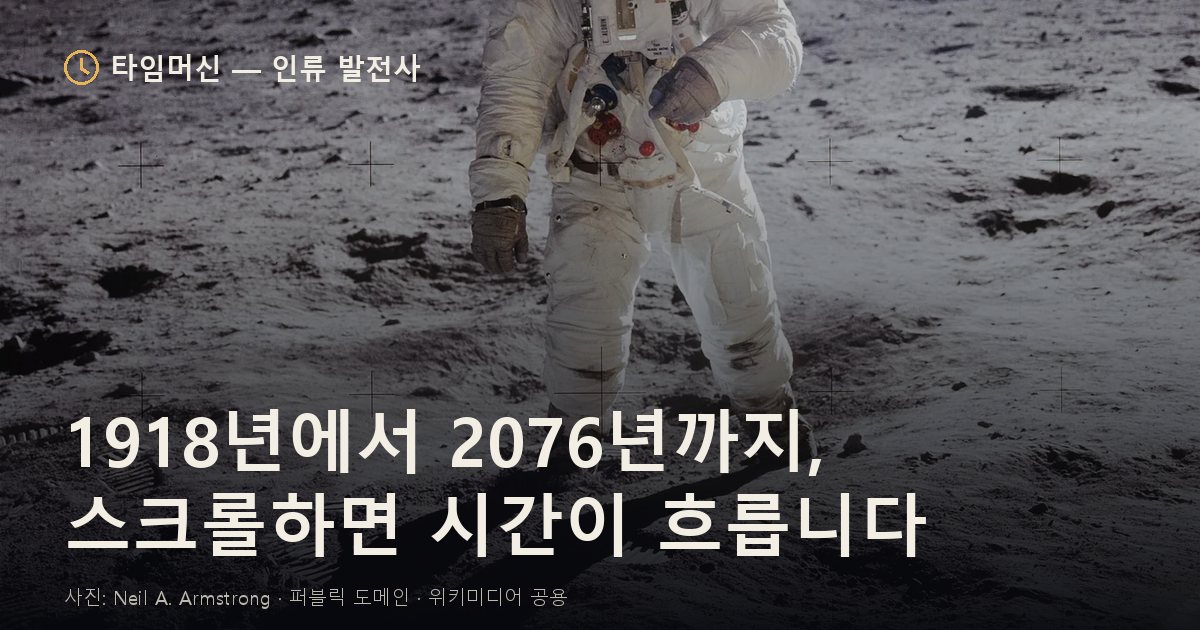 타임머신 — 인류 발전사
1918년에서 2076년까지,
스크롤하면 시간이 흐릅니다
사진: Neil A. Armstrong · 퍼블릭 도메인 · 위키미디어 공용